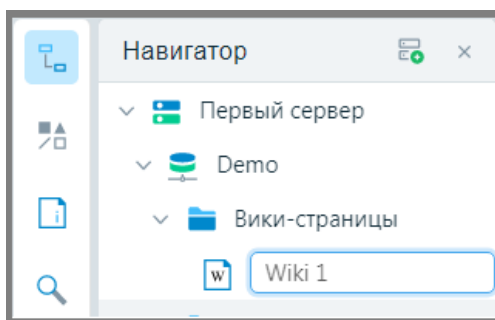 Навигатор
Первый сервер
Demo
Вики-страницы
Wiki 1